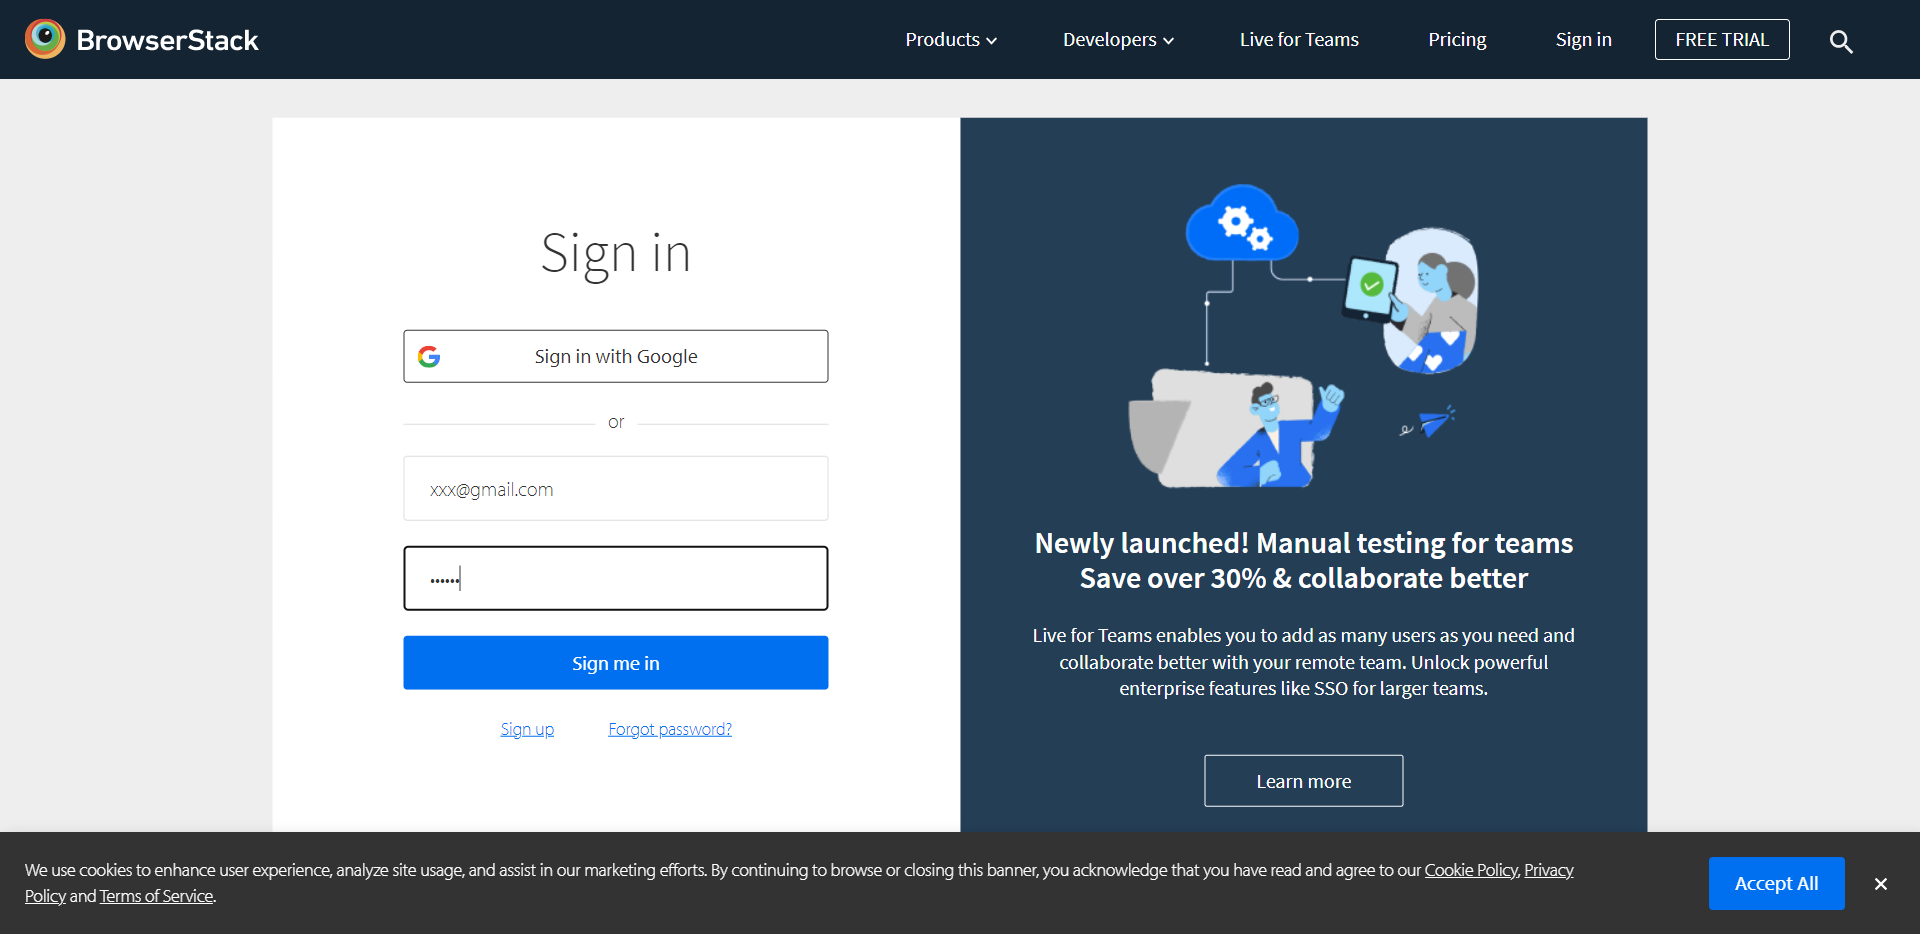 BrowserStack
Products
Developers
Live for Teams
Pricing
Sign in
FREE TRIAL
Sign in
Sign in with Google
or
xxx@gmail.com
••••••
Sign me in
Sign up
Forgot password?
Newly launched! Manual testing for teams
Save over 30% & collaborate better
Live for Teams enables you to add as many users as you need and
collaborate better with your remote team. Unlock powerful
enterprise features like SSO for larger teams.
Learn more
We use cookies to enhance user experience, analyze site usage, and assist in our marketing efforts. By continuing to browse or closing this banner, you acknowledge that you have read and agree to our Cookie Policy, Privacy
Policy and Terms of Service.
Accept All